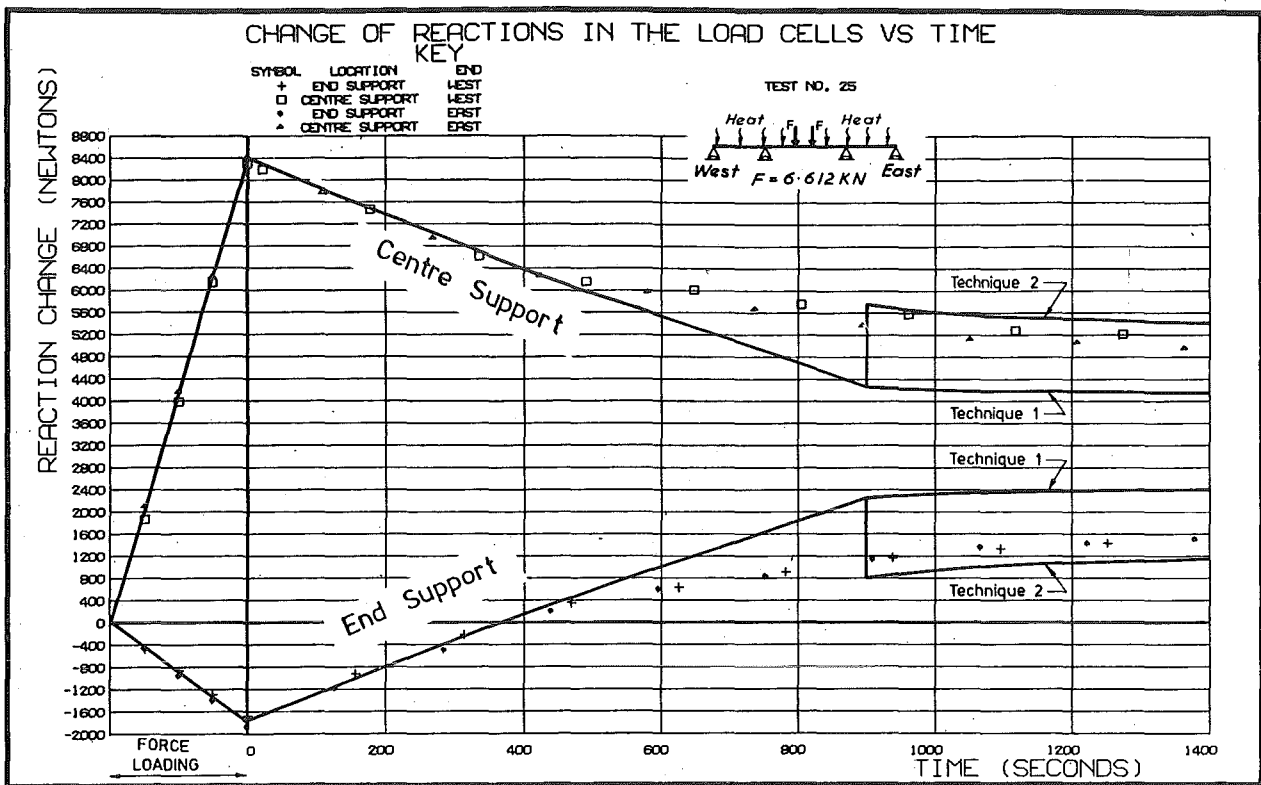 CHANGE OF REACTIONS IN THE LOAD CELLS VS TIME
KEY
SYMBOL LOCATION END
+ END SUPPORT WEST
□ CENTRE SUPPORT WEST
♦ END SUPPORT EAST
▲ CENTRE SUPPORT EAST
TEST NO. 25
Heat F F Heat
West East
F = 6·612 KN
REACTION CHANGE (NEWTONS)
8800
8400
8000
7600
7200
6800
6400
6000
5600
5200
4800
4400
4000
3600
3200
2800
2400
2000
1600
1200
800
400
0
-400
-800
-1200
-1600
-2000
Centre Support
End Support
Technique 2
Technique 1
Technique 1
Technique 2
0 200 400 600 800 1000 1200 1400
FORCE
LOADING
TIME (SECONDS)